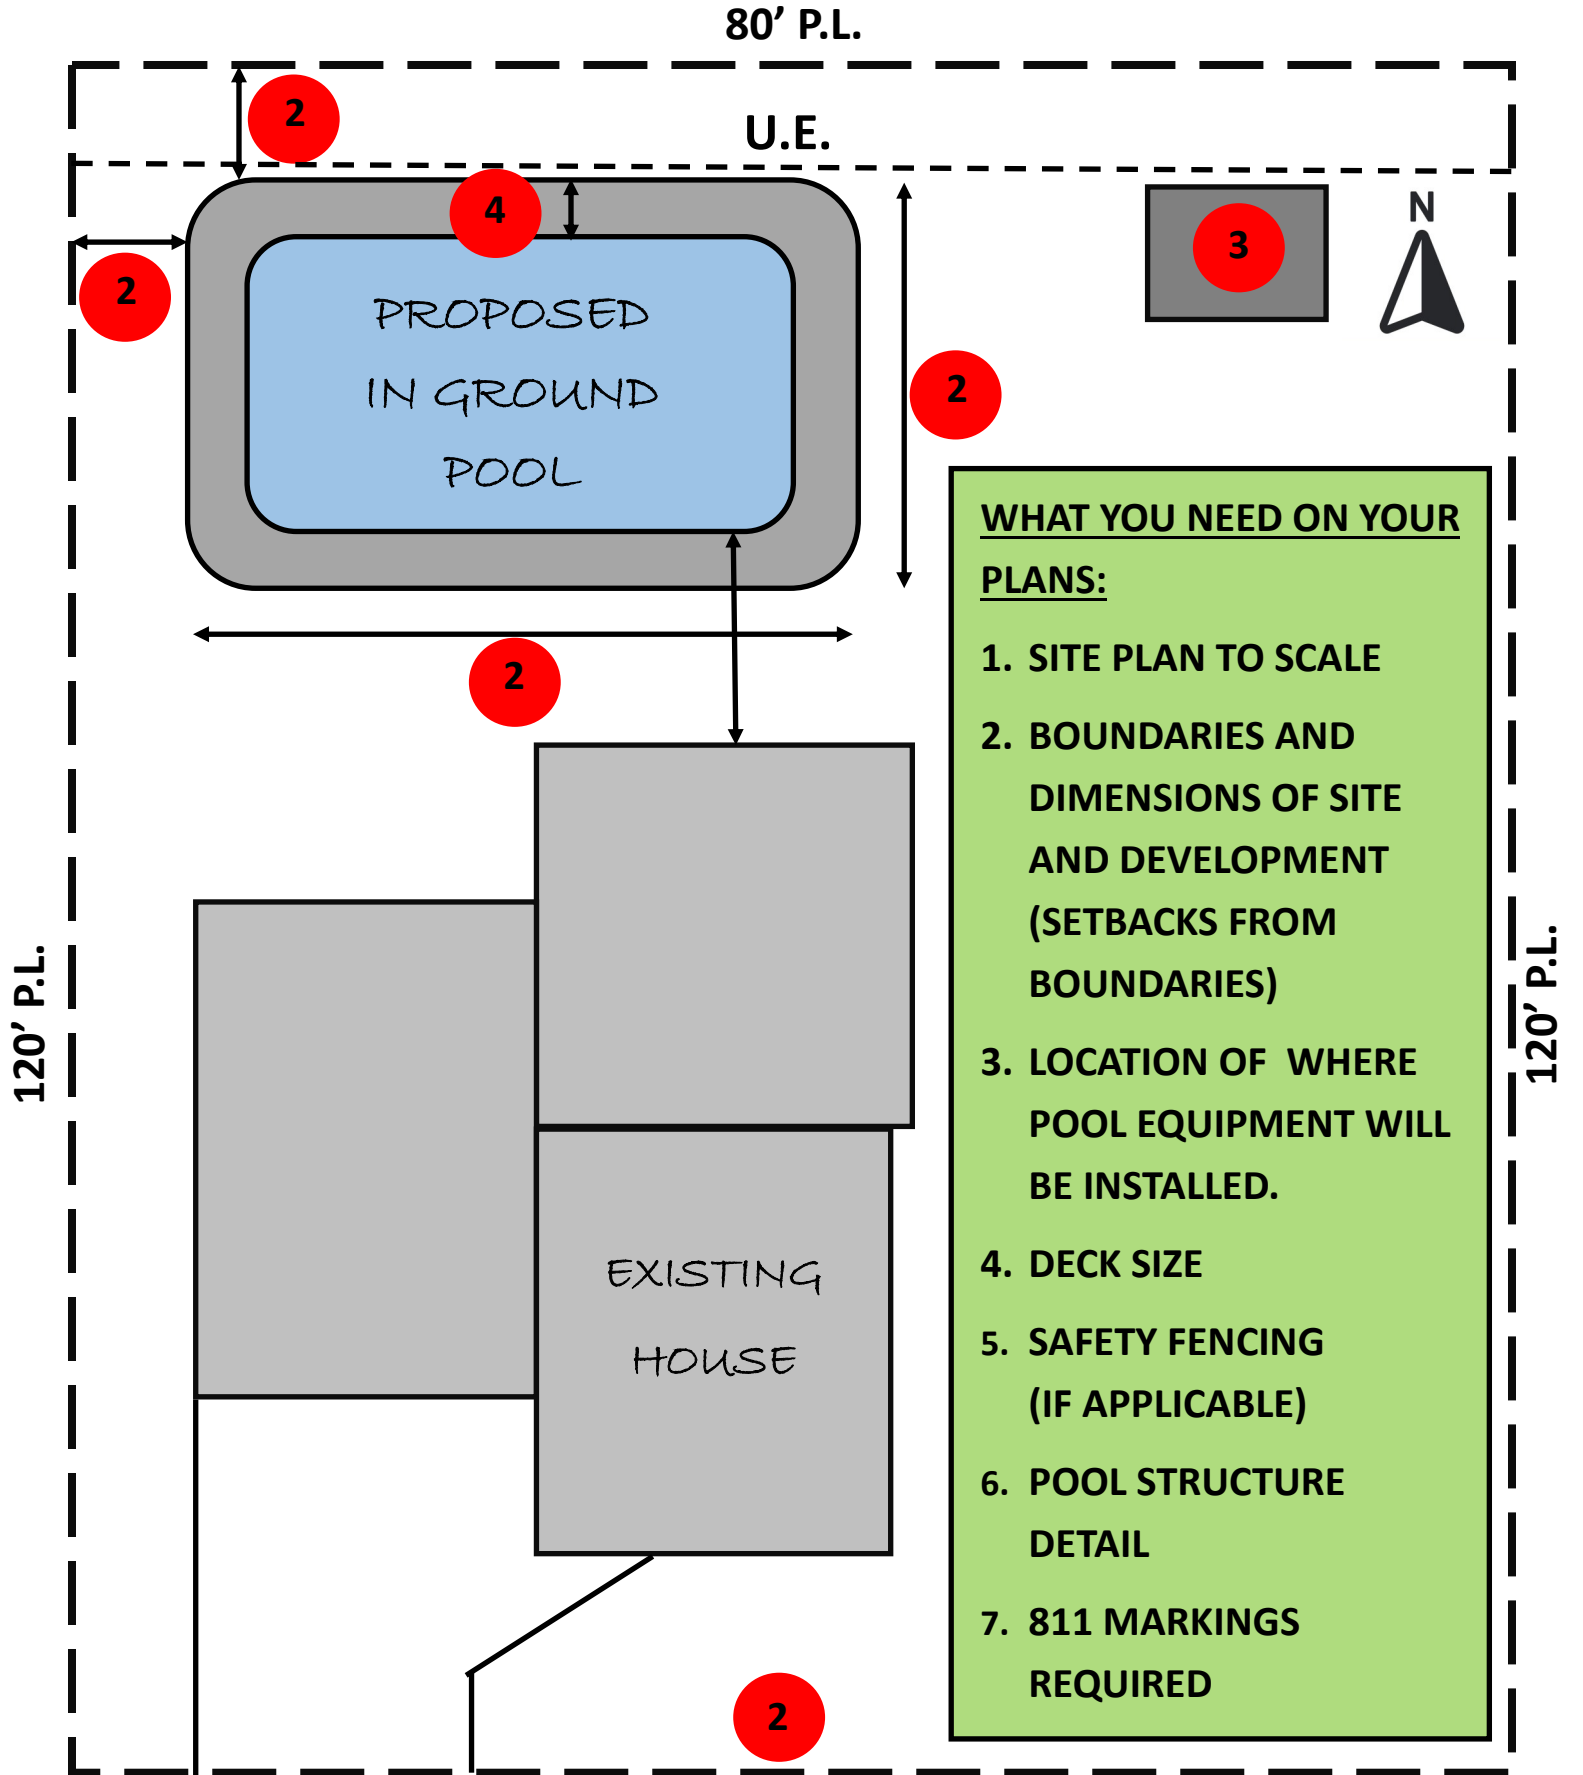 80’ P.L.
2
U.E.
4
N
3
2
PROPOSED
IN GROUND
POOL
2
2
WHAT YOU NEED ON YOUR
PLANS:
1. SITE PLAN TO SCALE
2. BOUNDARIES AND
DIMENSIONS OF SITE
AND DEVELOPMENT
(SETBACKS FROM
BOUNDARIES)
3. LOCATION OF WHERE
POOL EQUIPMENT WILL
BE INSTALLED.
4. DECK SIZE
5. SAFETY FENCING
(IF APPLICABLE)
6. POOL STRUCTURE
DETAIL
7. 811 MARKINGS
REQUIRED
120’ P.L.
120’ P.L.
EXISTING
HOUSE
2